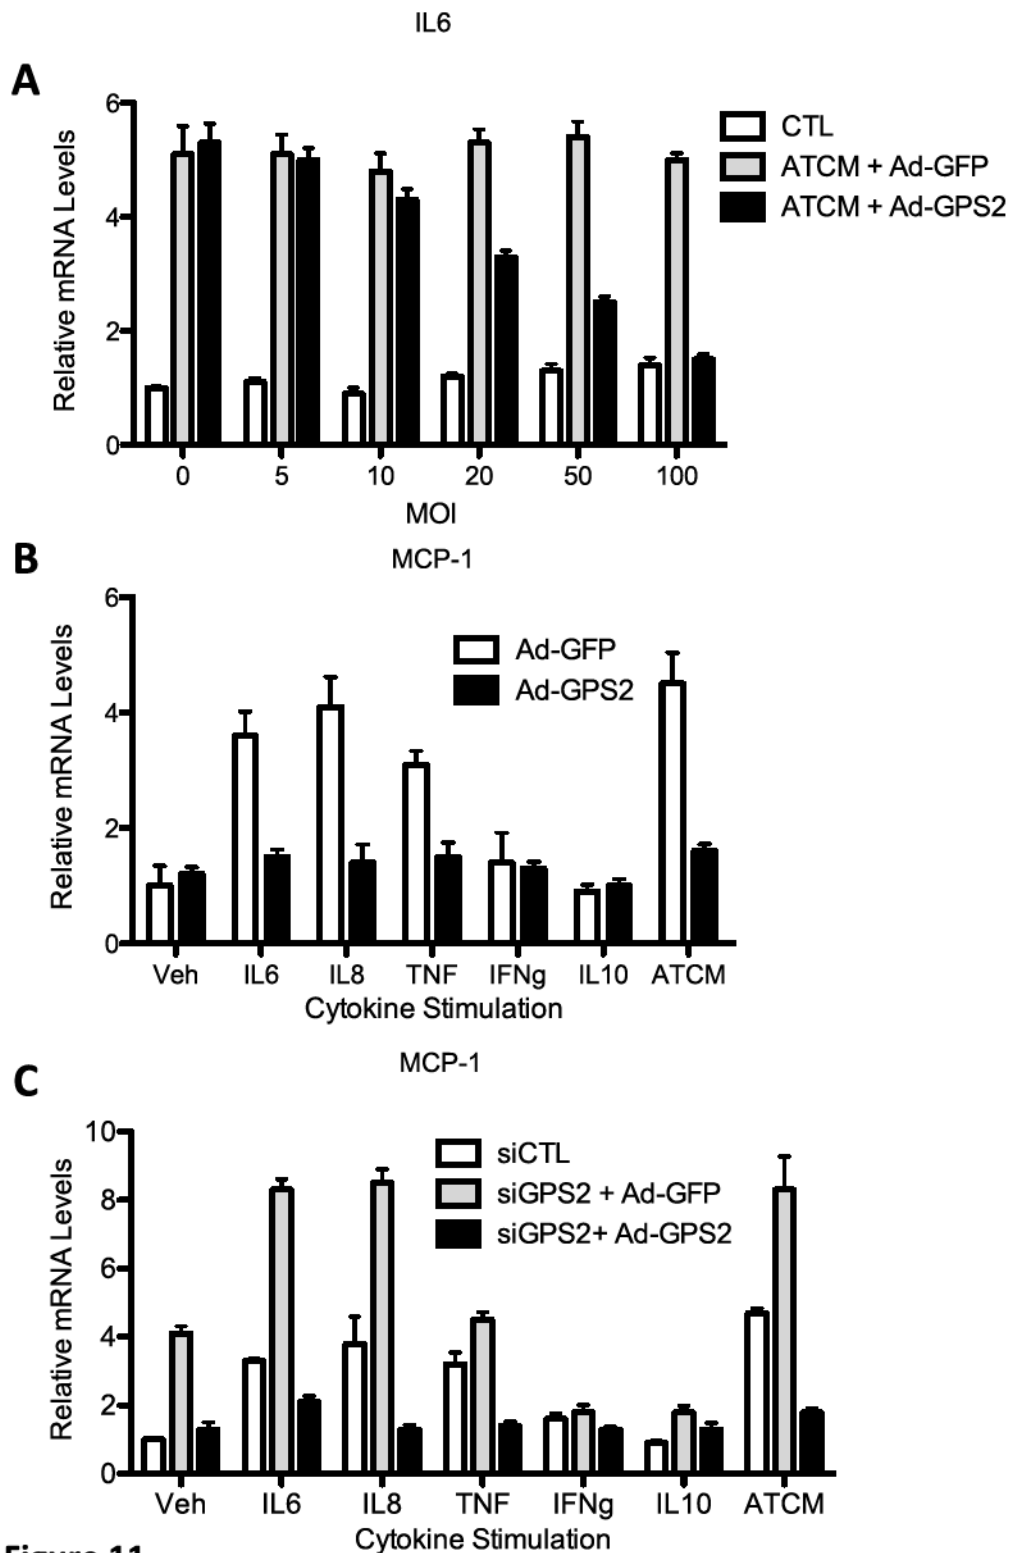 IL6
A
6
4
2
0
Relative mRNA Levels
CTL
ATCM + Ad-GFP
ATCM + Ad-GPS2
0 5 10 20 50 100
MOI
MCP-1
B
6
4
2
0
Relative mRNA Levels
Ad-GFP
Ad-GPS2
Veh IL6 IL8 TNF IFNg IL10 ATCM
Cytokine Stimulation
MCP-1
C
10
8
6
4
2
0
Relative mRNA Levels
siCTL
siGPS2 + Ad-GFP
siGPS2+ Ad-GPS2
Veh IL6 IL8 TNF IFNg IL10 ATCM
Cytokine Stimulation
Figure 11